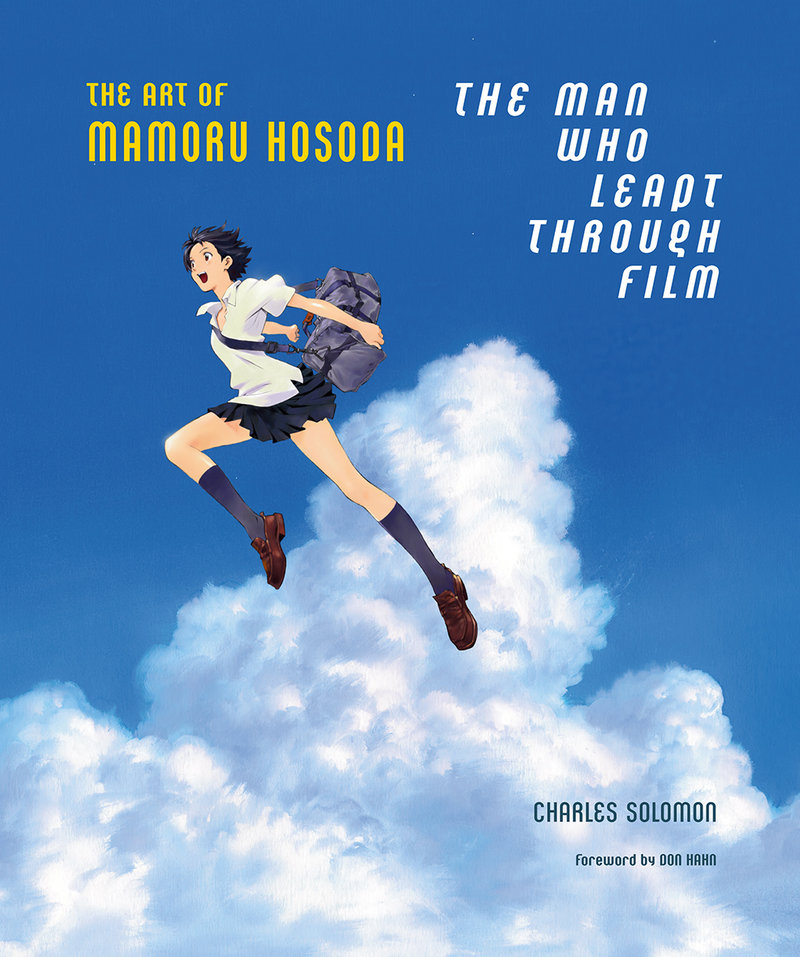 THE ART OF
MAMORU HOSODA
THE MAN
WHO
LEAPT
THROUGH
FILM
CHARLES SOLOMON
Foreword by DON HAHN